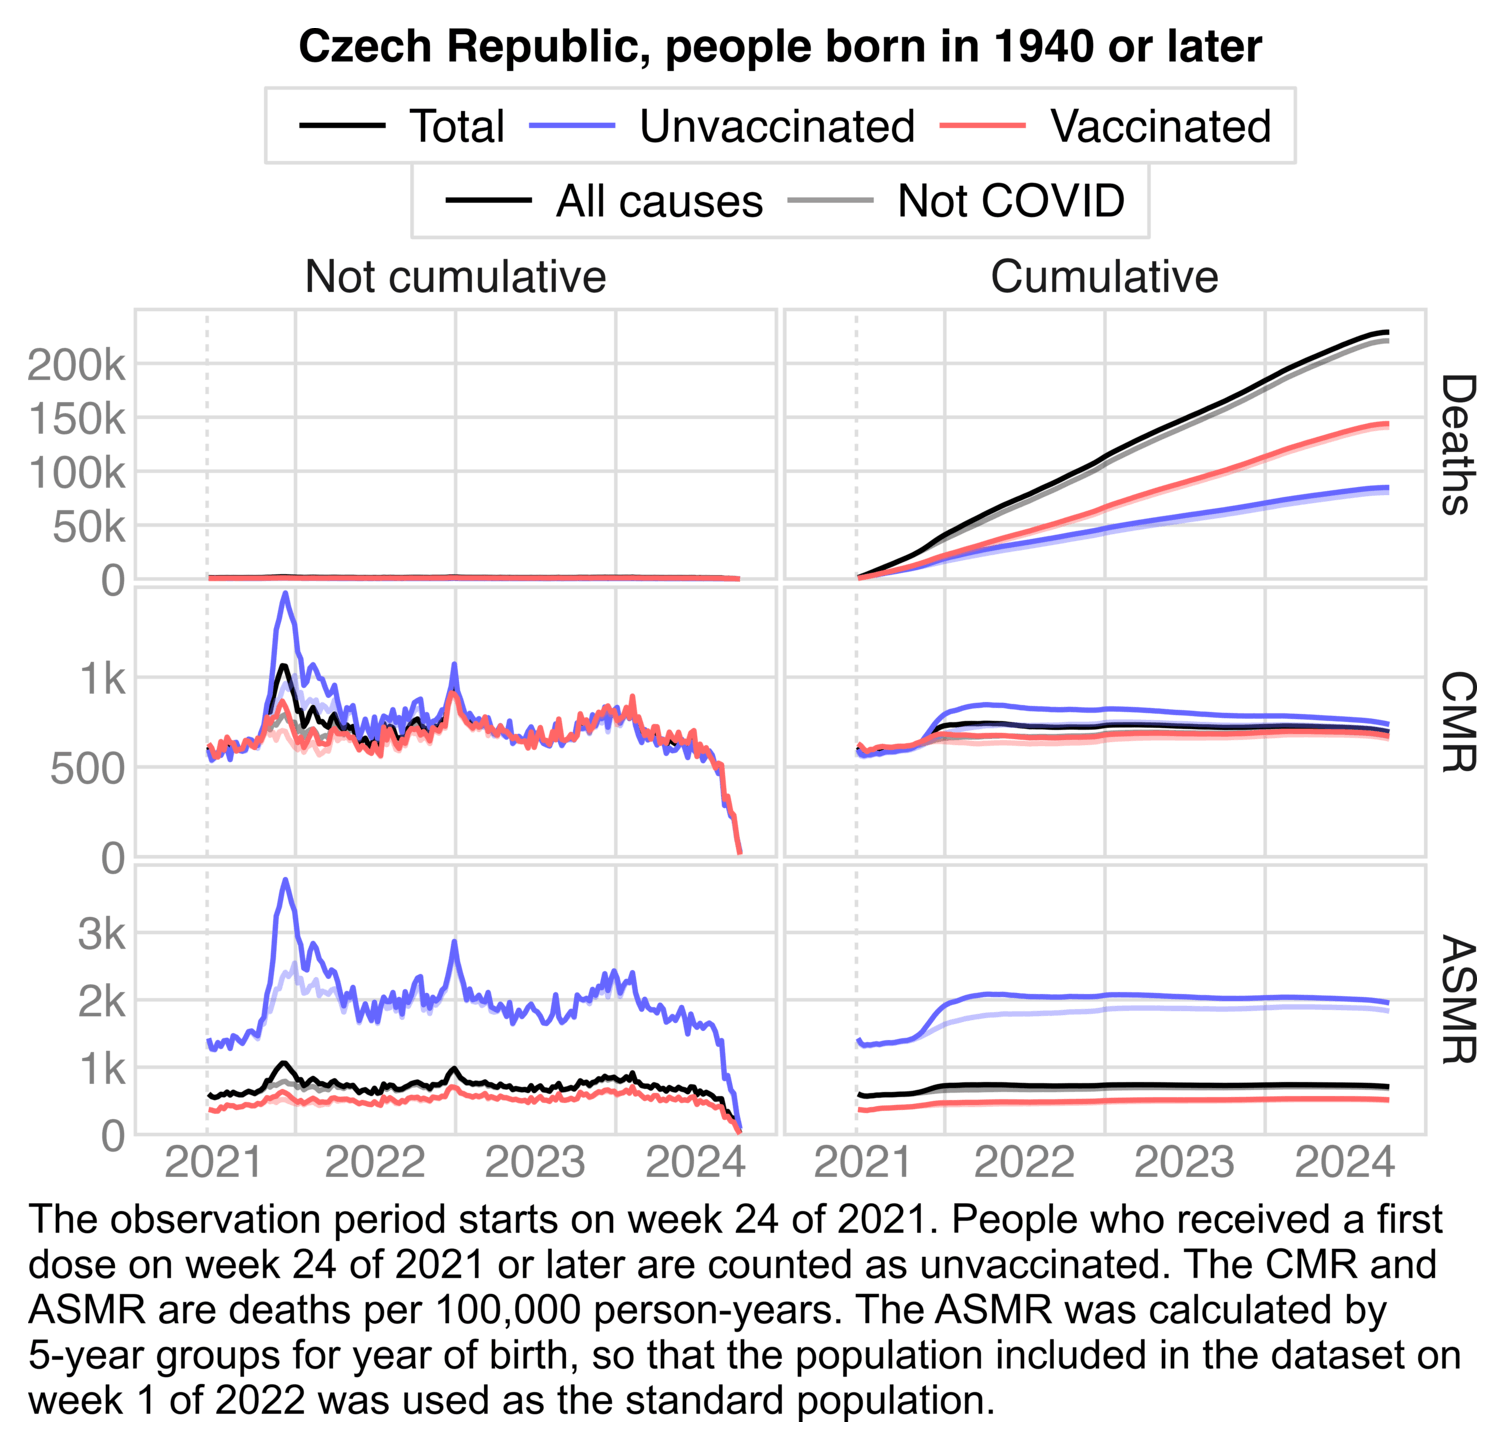 Czech Republic, people born in 1940 or later
Total Unvaccinated Vaccinated
All causes Not COVID
Not cumulative Cumulative
200k
150k
100k
50k
0
Deaths
1k
500
0
CMR
3k
2k
1k
0
ASMR
2021 2022 2023 2024 2021 2022 2023 2024
The observation period starts on week 24 of 2021. People who received a first
dose on week 24 of 2021 or later are counted as unvaccinated. The CMR and
ASMR are deaths per 100,000 person-years. The ASMR was calculated by
5-year groups for year of birth, so that the population included in the dataset on
week 1 of 2022 was used as the standard population.